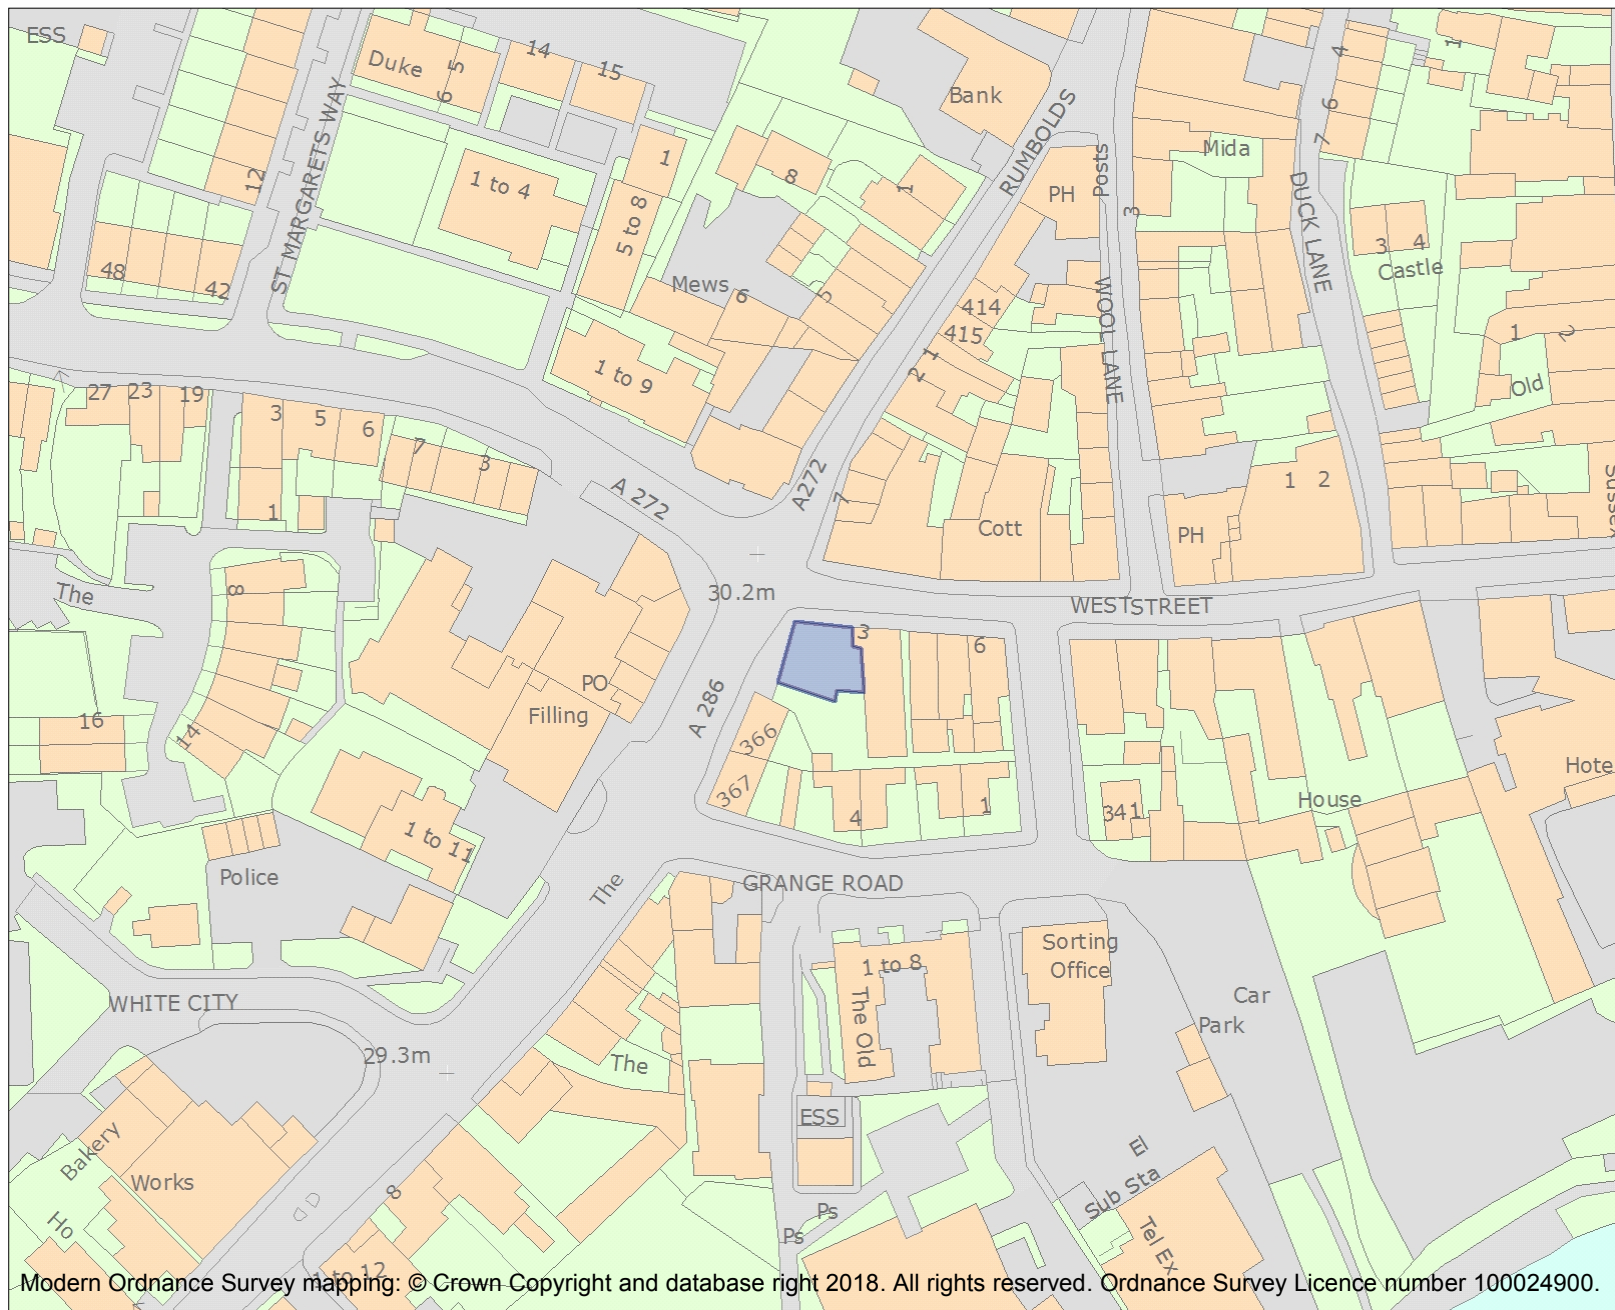 ESS
Duke
5
6
14
15
Bank
RUMBOLDS
Posts
Mida
4
6
7
1
12
ST MARGARETS WAY
1 to 4
1
5 to 8
8
1
PH
3
DUCK LANE
3
4
Castle
48
42
Mews
6
5
414
415
1
2
WOOL LANE
1
2
Old
27
23
19
3
5
6
7
3
1
1 to 9
A 272
A272
7
Cott
PH
1
2
Sussex
The
8
30.2m
WESTSTREET
3
6
PO
Filling
A 286
16
14
366
367
4
1
341
House
Hote
1 to 11
Police
The
GRANGE ROAD
1 to 8
The Old
Sorting
Office
Car
Park
WHITE CITY
29.3m
The
ESS
Bakery
Works
Ho
8
Ps
Ps
El
Sub Sta
Tel Ex
1 to 12
Modern Ordnance Survey mapping: © Crown Copyright and database right 2018. All rights reserved. Ordnance Survey Licence number 100024900.